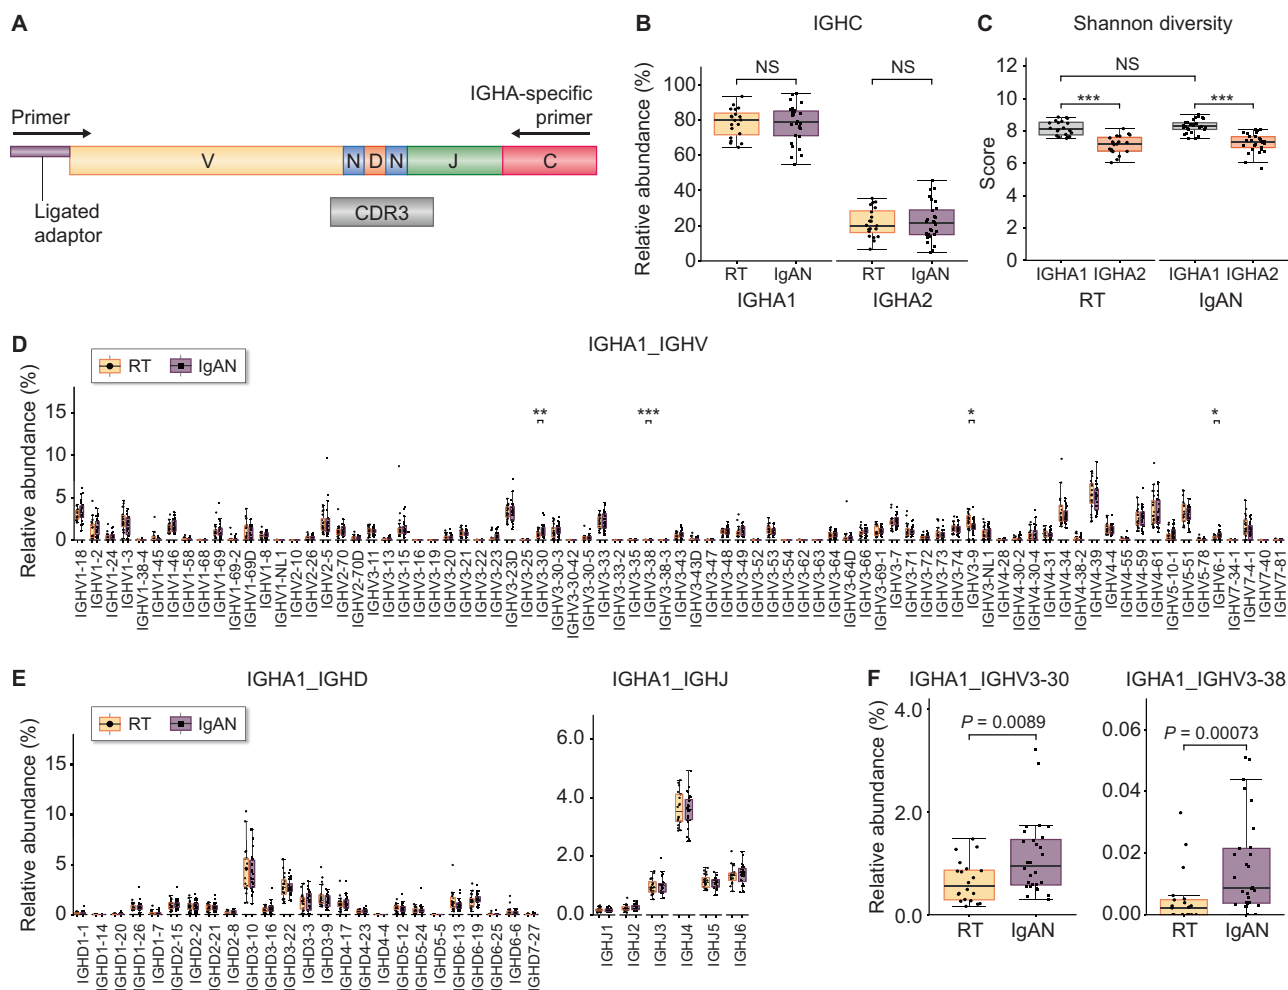 A
Primer
IGHA-specific
primer
V
N
D
N
J
C
Ligated
adaptor
CDR3
B
IGHC
Relative abundance (%)
100
80
60
40
20
0
NS
NS
RT
IgAN
RT
IgAN
IGHA1
IGHA2
C
Shannon diversity
Score
12
10
8
6
4
2
0
NS
***
***
IGHA1 IGHA2
IGHA1 IGHA2
RT
IgAN
D
IGHA1_IGHV
RT
IgAN
Relative abundance (%)
15
10
5
0
**
***
*
*
IGHV1-18
IGHV1-2
IGHV1-24
IGHV1-3
IGHV1-38-4
IGHV1-45
IGHV1-46
IGHV1-58
IGHV1-68
IGHV1-69
IGHV1-69-2
IGHV1-69D
IGHV1-8
IGHV1-NL1
IGHV2-10
IGHV2-26
IGHV2-5
IGHV2-70
IGHV2-70D
IGHV3-11
IGHV3-13
IGHV3-15
IGHV3-16
IGHV3-19
IGHV3-20
IGHV3-21
IGHV3-22
IGHV3-23
IGHV3-23D
IGHV3-25
IGHV3-30
IGHV3-30-3
IGHV3-30-42
IGHV3-30-5
IGHV3-33
IGHV3-33-2
IGHV3-35
IGHV3-38
IGHV3-38-3
IGHV3-43
IGHV3-43D
IGHV3-47
IGHV3-48
IGHV3-49
IGHV3-52
IGHV3-53
IGHV3-54
IGHV3-62
IGHV3-63
IGHV3-64
IGHV3-64D
IGHV3-66
IGHV3-69-1
IGHV3-7
IGHV3-71
IGHV3-72
IGHV3-73
IGHV3-74
IGHV3-9
IGHV3-NL1
IGHV4-28
IGHV4-30-2
IGHV4-30-4
IGHV4-31
IGHV4-34
IGHV4-38-2
IGHV4-39
IGHV4-4
IGHV4-55
IGHV4-59
IGHV4-61
IGHV5-10-1
IGHV5-51
IGHV5-78
IGHV6-1
IGHV7-34-1
IGHV7-4-1
IGHV7-40
IGHV7-81
E
IGHA1_IGHD
RT
IgAN
Relative abundance (%)
15
10
5
0
IGHD1-1
IGHD1-14
IGHD1-20
IGHD1-26
IGHD1-7
IGHD2-15
IGHD2-2
IGHD2-21
IGHD2-8
IGHD3-10
IGHD3-16
IGHD3-22
IGHD3-3
IGHD3-9
IGHD4-17
IGHD4-23
IGHD4-4
IGHD5-12
IGHD5-24
IGHD5-5
IGHD6-13
IGHD6-19
IGHD6-25
IGHD6-6
IGHD7-27
IGHA1_IGHJ
6.0
4.0
2.0
0.0
IGHJ1
IGHJ2
IGHJ3
IGHJ4
IGHJ5
IGHJ6
F
IGHA1_IGHV3-30
Relative abundance (%)
4.0
2.0
0.0
P = 0.0089
RT
IgAN
IGHA1_IGHV3-38
0.06
0.04
0.02
0.00
P = 0.00073
RT
IgAN